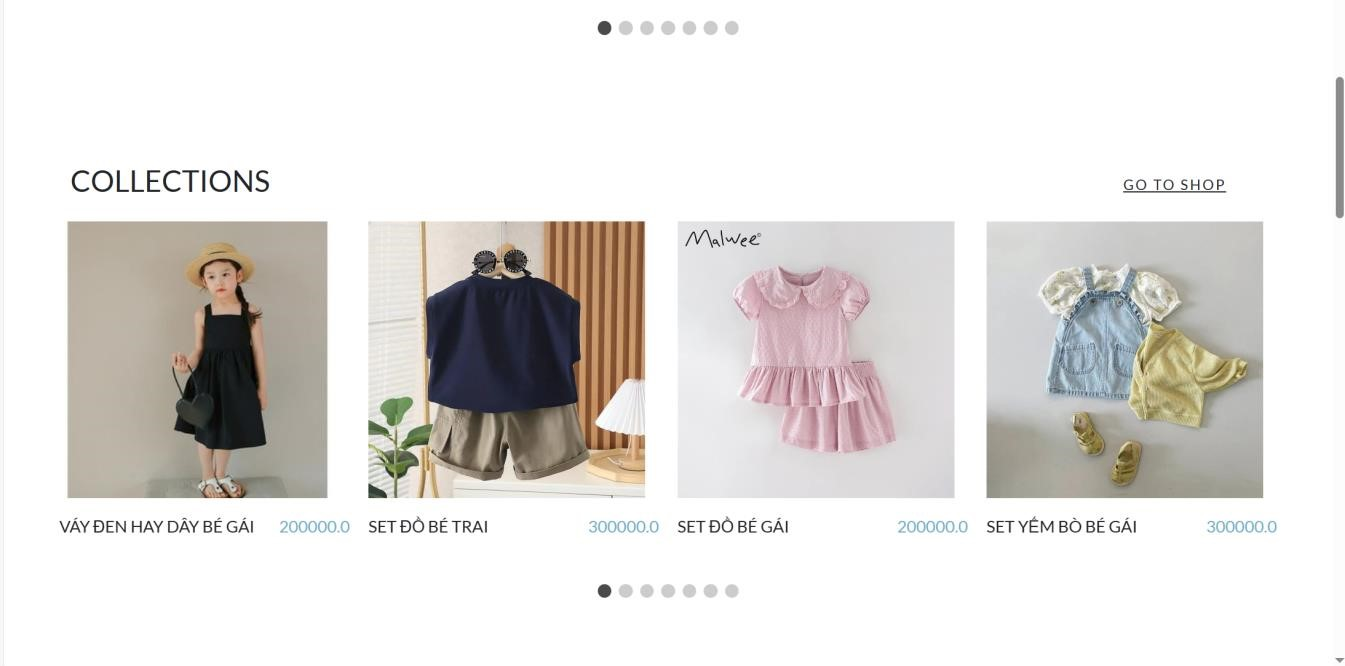 COLLECTIONS
GO TO SHOP
Malwee
VÁY ĐEN HAY DÂY BÉ GÁI 200000.0
SET ĐỒ BÉ TRAI 300000.0
SET ĐỒ BÉ GÁI 200000.0
SET YẾM BÒ BÉ GÁI 300000.0